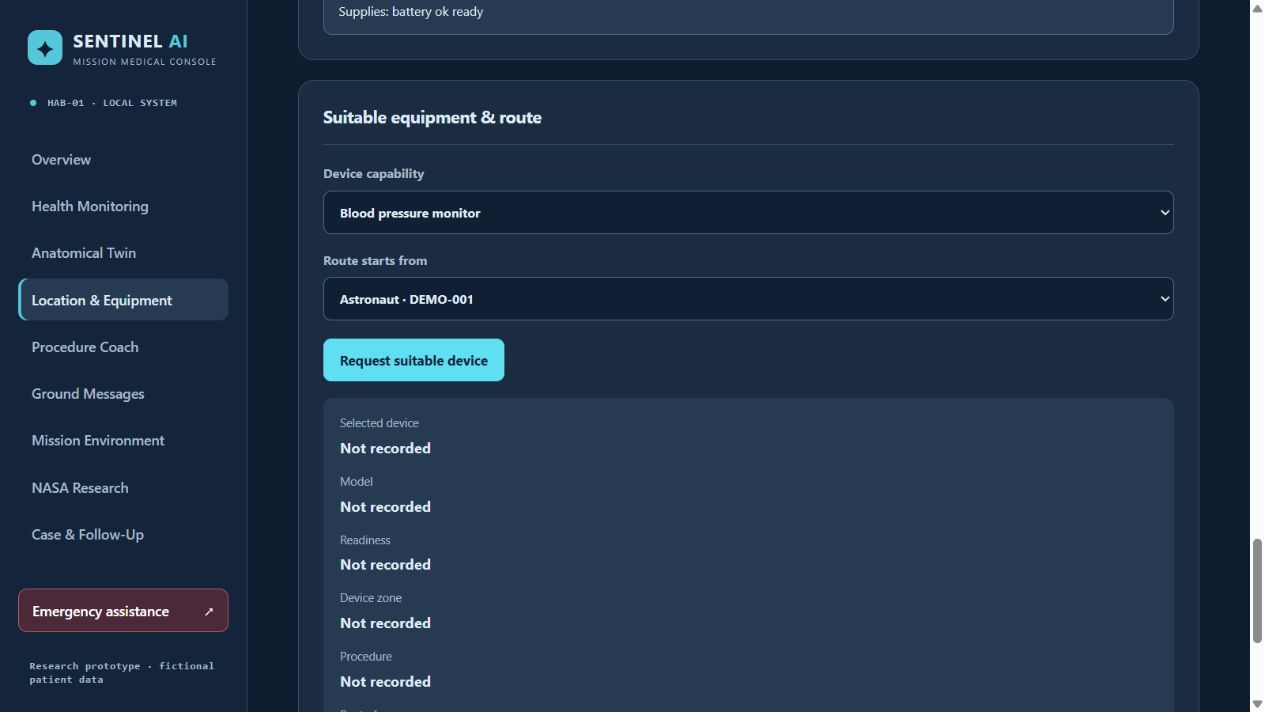 SENTINEL AI
MISSION MEDICAL CONSOLE
HAB-01 · LOCAL SYSTEM
Overview
Health Monitoring
Anatomical Twin
Location & Equipment
Procedure Coach
Ground Messages
Mission Environment
NASA Research
Case & Follow-Up
Emergency assistance ↗
Research prototype · fictional
patient data
Supplies: battery ok ready
Suitable equipment & route
Device capability
Blood pressure monitor
Route starts from
Astronaut · DEMO-001
Request suitable device
Selected device
Not recorded
Model
Not recorded
Readiness
Not recorded
Device zone
Not recorded
Procedure
Not recorded